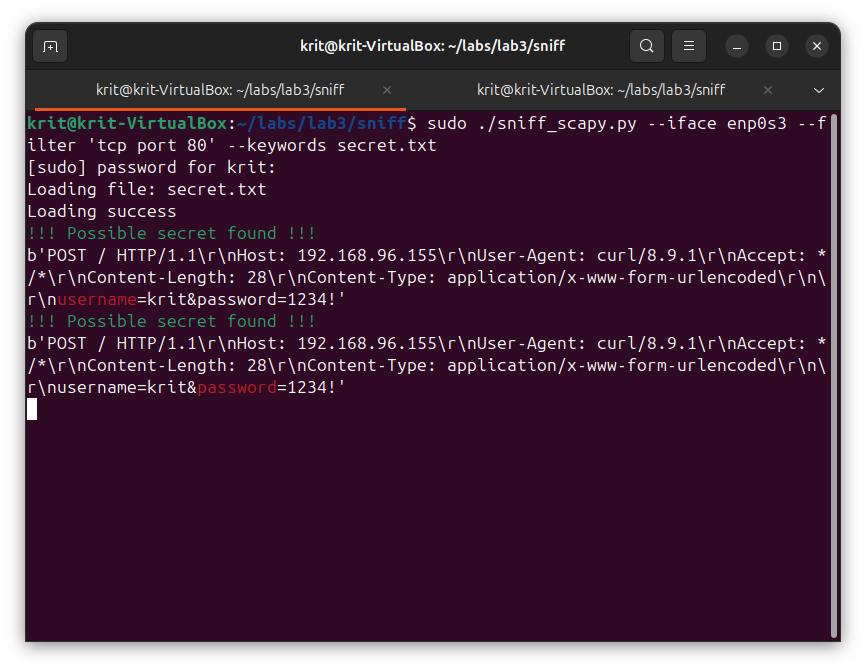 krit@krit-VirtualBox: ~/labs/lab3/sniff
krit@krit-VirtualBox: ~/labs/lab3/sniff
krit@krit-VirtualBox: ~/labs/lab3/sniff
krit@krit-VirtualBox:~/labs/lab3/sniff$ sudo ./sniff_scapy.py --iface enp0s3 --f
ilter 'tcp port 80' --keywords secret.txt
[sudo] password for krit:
Loading file: secret.txt
Loading success
!!! Possible secret found !!!
b'POST / HTTP/1.1\r\nHost: 192.168.96.155\r\nUser-Agent: curl/8.9.1\r\nAccept: *
/*\r\nContent-Length: 28\r\nContent-Type: application/x-www-form-urlencoded\r\n\
r\nusername=krit&password=1234!'
!!! Possible secret found !!!
b'POST / HTTP/1.1\r\nHost: 192.168.96.155\r\nUser-Agent: curl/8.9.1\r\nAccept: *
/*\r\nContent-Length: 28\r\nContent-Type: application/x-www-form-urlencoded\r\n\
r\nusername=krit&password=1234!'